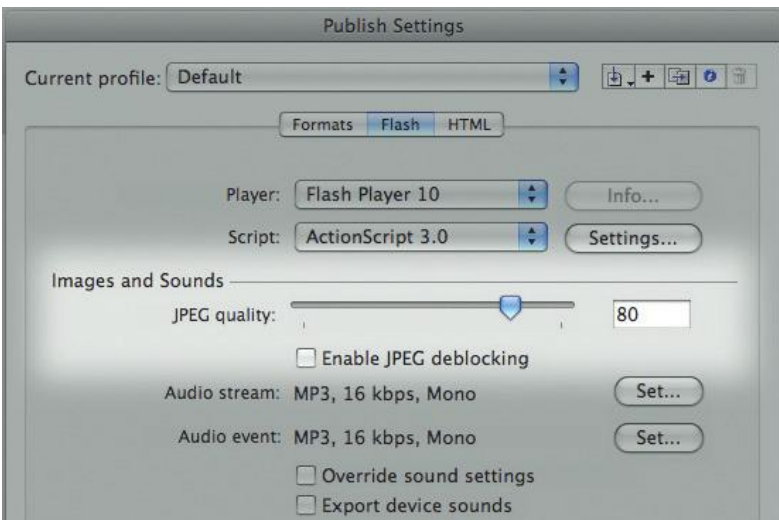 Publish Settings
Current profile: Default
Formats Flash HTML
Player: Flash Player 10 Info...
Script: ActionScript 3.0 Settings...
Images and Sounds
JPEG quality: 80
Enable JPEG deblocking
Audio stream: MP3, 16 kbps, Mono Set...
Audio event: MP3, 16 kbps, Mono Set...
Override sound settings
Export device sounds